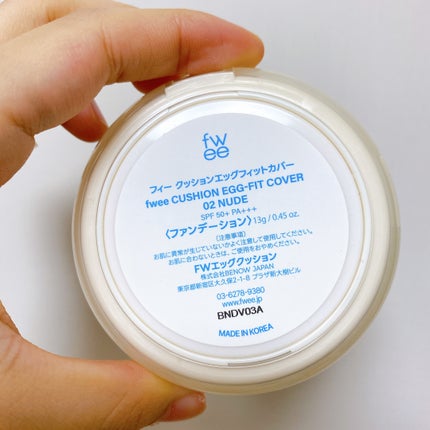 fw
ee
フィー クッションエッグフィットカバー
fwee CUSHION EGG-FIT COVER
02 NUDE
SPF 50+ PA+++
〈ファンデーション〉13g / 0.45 oz.
〈注意事項〉
お肌に異常が生じていないかよく注意して使用してください。
お肌に合わないときは、ご使用をおやめください。
FWエッグクッション
株式会社BENOW JAPAN
東京都新宿区大久保2-1-8 プラザ新大樹ビル
03-6278-9380
www.fwee.jp
BNDV03A
MADE IN KOREA